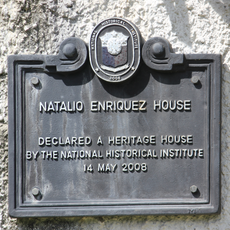 NATALIO ENRIQUEZ HOUSE
DECLARED A HERITAGE HOUSE
BY THE NATIONAL HISTORICAL INSTITUTE
14 MAY 2008